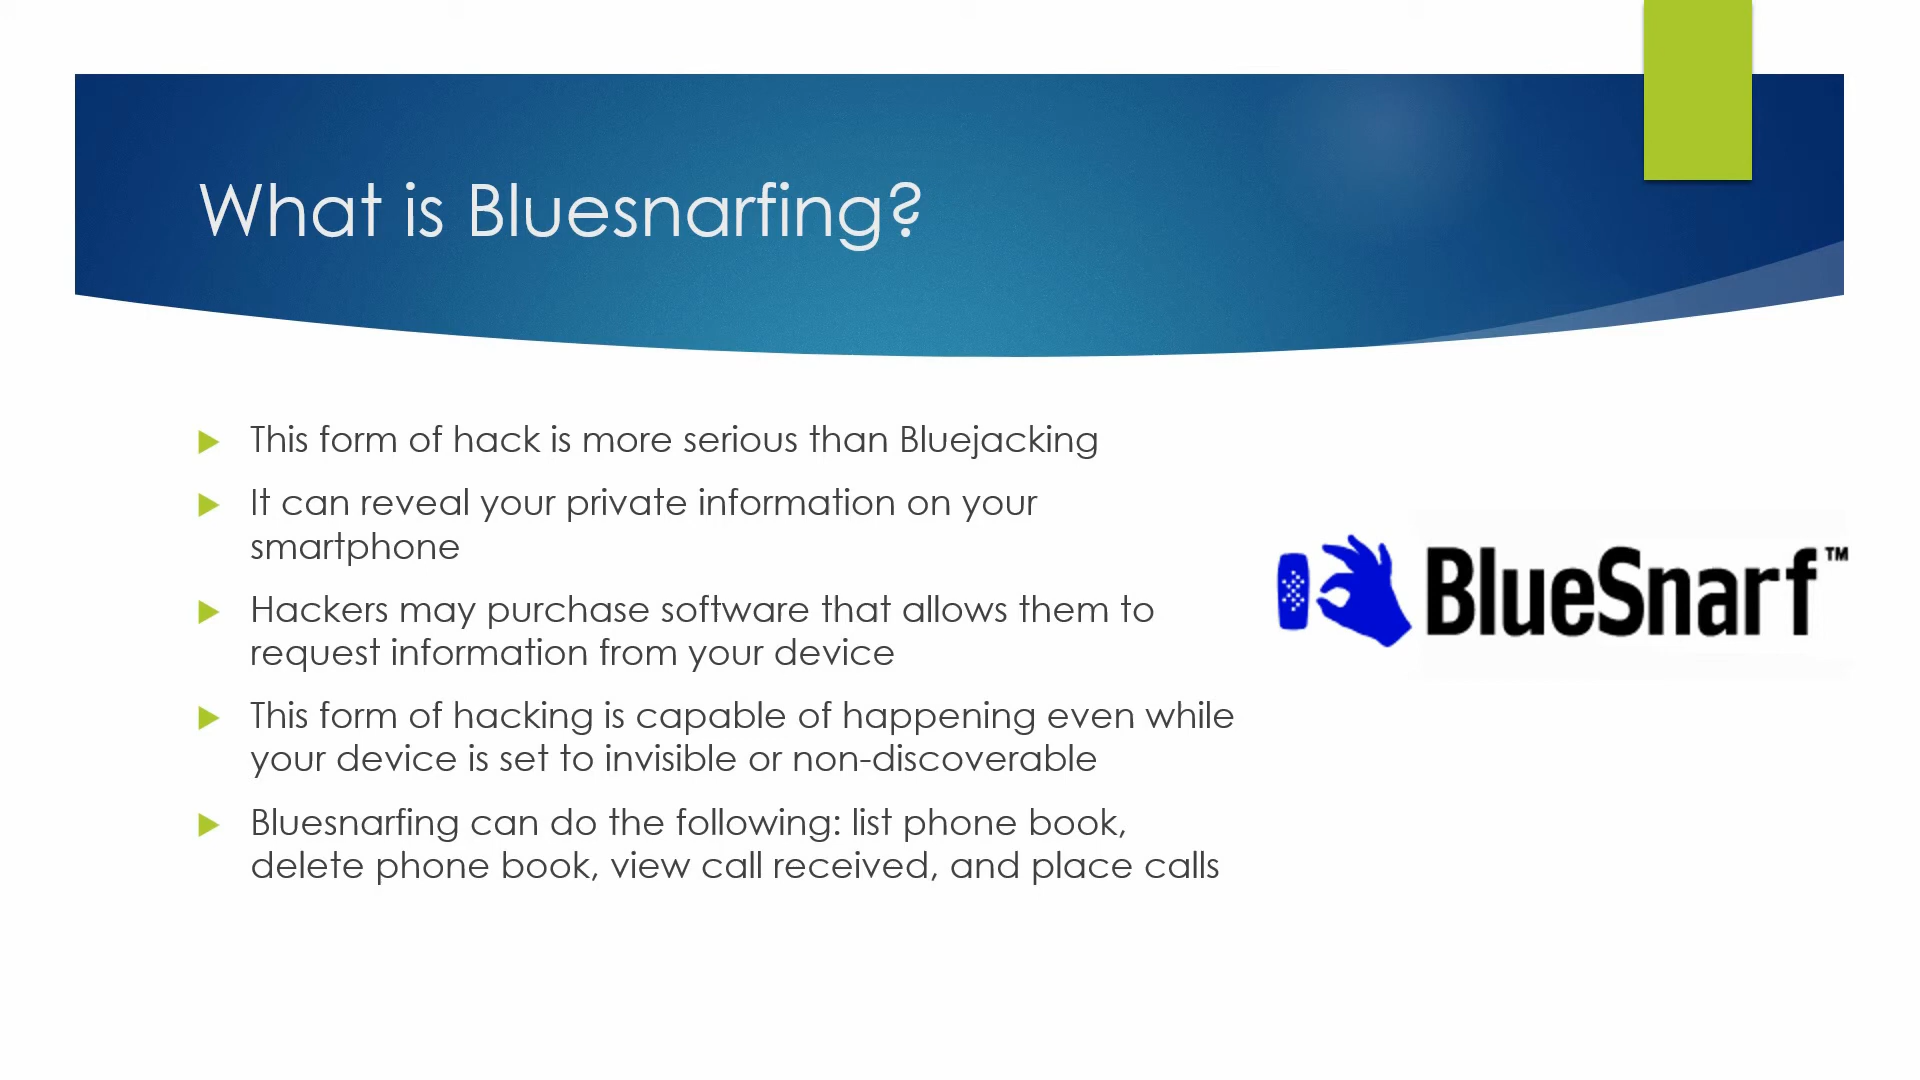 What is Bluesnarfing?
This form of hack is more serious than Bluejacking
It can reveal your private information on your
smartphone
Hackers may purchase software that allows them to
request information from your device
This form of hacking is capable of happening even while
your device is set to invisible or non-discoverable
Bluesnarfing can do the following: list phone book,
delete phone book, view call received, and place calls
BlueSnarf™